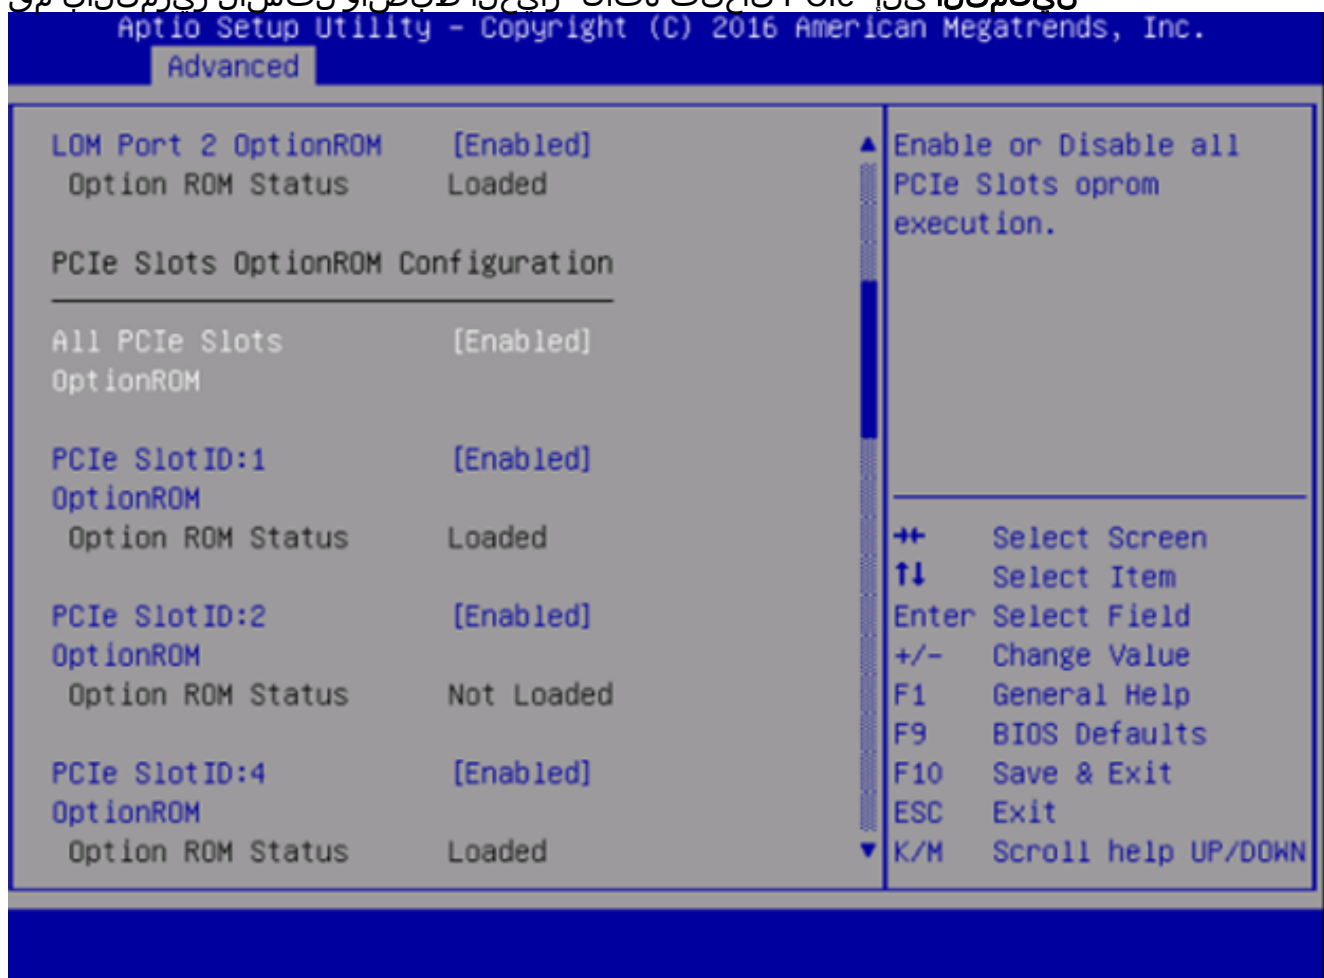 Aptio Setup Utility – Copyright (C) 2016 American Megatrends, Inc.
Advanced
LOM Port 2 OptionROM [Enabled]
Option ROM Status Loaded
PCIe Slots OptionROM Configuration
All PCIe Slots [Enabled]
OptionROM
PCIe SlotID:1 [Enabled]
OptionROM
Option ROM Status Loaded
PCIe SlotID:2 [Enabled]
OptionROM
Option ROM Status Not Loaded
PCIe SlotID:4 [Enabled]
OptionROM
Option ROM Status Loaded
Enable or Disable all
PCIe Slots oprom
execution.
→← Select Screen
↑↓ Select Item
Enter Select Field
+/- Change Value
F1 General Help
F9 BIOS Defaults
F10 Save & Exit
ESC Exit
K/M Scroll help UP/DOWN